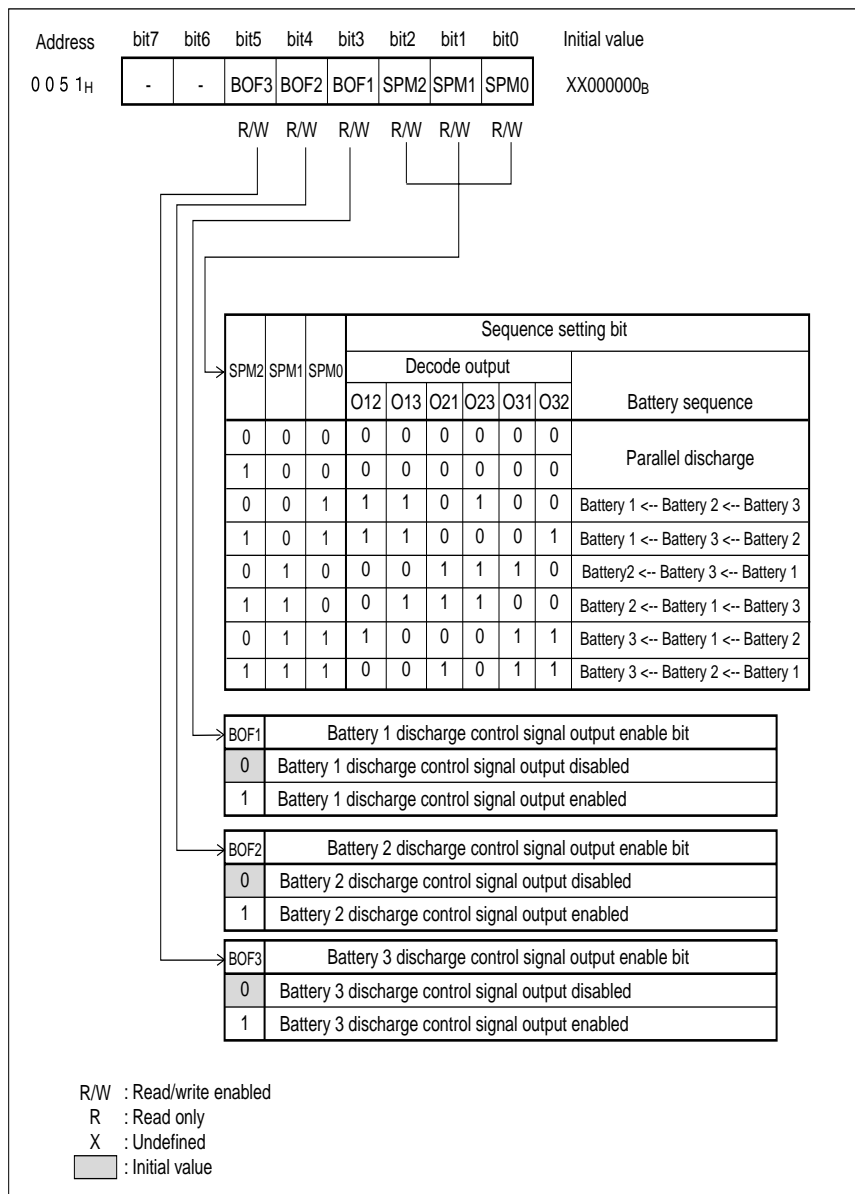 Address bit7 bit6 bit5 bit4 bit3 bit2 bit1 bit0 Initial value
0 0 5 1H - - BOF3 BOF2 BOF1 SPM2 SPM1 SPM0 XX000000B
R/W R/W R/W R/W R/W R/W
Sequence setting bit
SPM2 SPM1 SPM0 Decode output
O12 O13 O21 O23 O31 O32 Battery sequence
0 0 0 0 0 0 0 0 0 Parallel discharge
1 0 0 0 0 0 0 0 0
0 0 1 1 1 0 1 0 0 Battery 1 <-- Battery 2 <-- Battery 3
1 0 1 1 1 0 0 0 1 Battery 1 <-- Battery 3 <-- Battery 2
0 1 0 0 0 1 1 1 0 Battery2 <-- Battery 3 <-- Battery 1
1 1 0 0 1 1 1 0 0 Battery 2 <-- Battery 1 <-- Battery 3
0 1 1 1 0 0 0 1 1 Battery 3 <-- Battery 1 <-- Battery 2
1 1 1 0 0 1 0 1 1 Battery 3 <-- Battery 2 <-- Battery 1
BOF1 Battery 1 discharge control signal output enable bit
0 Battery 1 discharge control signal output disabled
1 Battery 1 discharge control signal output enabled
BOF2 Battery 2 discharge control signal output enable bit
0 Battery 2 discharge control signal output disabled
1 Battery 2 discharge control signal output enabled
BOF3 Battery 3 discharge control signal output enable bit
0 Battery 3 discharge control signal output disabled
1 Battery 3 discharge control signal output enabled
R/W : Read/write enabled
R : Read only
X : Undefined
: Initial value